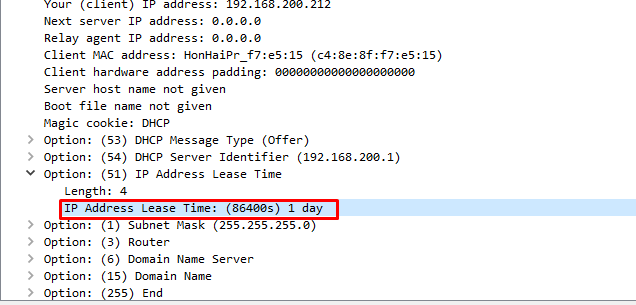 Your (client) IP address: 192.168.200.212
Next server IP address: 0.0.0.0
Relay agent IP address: 0.0.0.0
Client MAC address: HonHaiPr_f7:e5:15 (c4:8e:8f:f7:e5:15)
Client hardware address padding: 00000000000000000000
Server host name not given
Boot file name not given
Magic cookie: DHCP
Option: (53) DHCP Message Type (Offer)
Option: (54) DHCP Server Identifier (192.168.200.1)
Option: (51) IP Address Lease Time
Length: 4
IP Address Lease Time: (86400s) 1 day
Option: (1) Subnet Mask (255.255.255.0)
Option: (3) Router
Option: (6) Domain Name Server
Option: (15) Domain Name
Option: (255) End